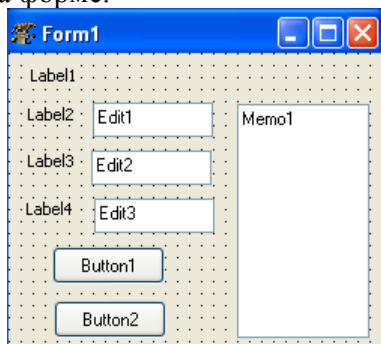 а форме.
Form1
Label1
Label2 Edit1 Memo1
Label3 Edit2
Label4 Edit3
Button1
Button2